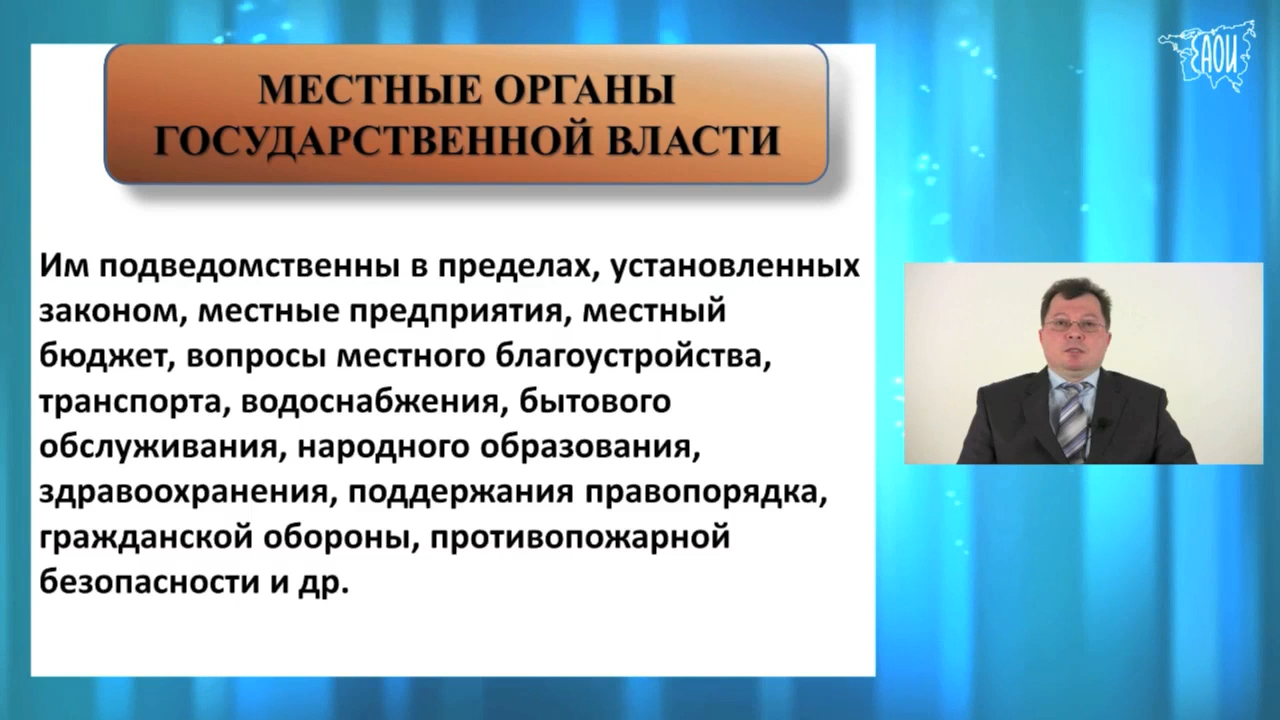 МЕСТНЫЕ ОРГАНЫ
ГОСУДАРСТВЕННОЙ ВЛАСТИ
Им подведомственны в пределах, установленных
законом, местные предприятия, местный
бюджет, вопросы местного благоустройства,
транспорта, водоснабжения, бытового
обслуживания, народного образования,
здравоохранения, поддержания правопорядка,
гражданской обороны, противопожарной
безопасности и др.
ЕАОИ